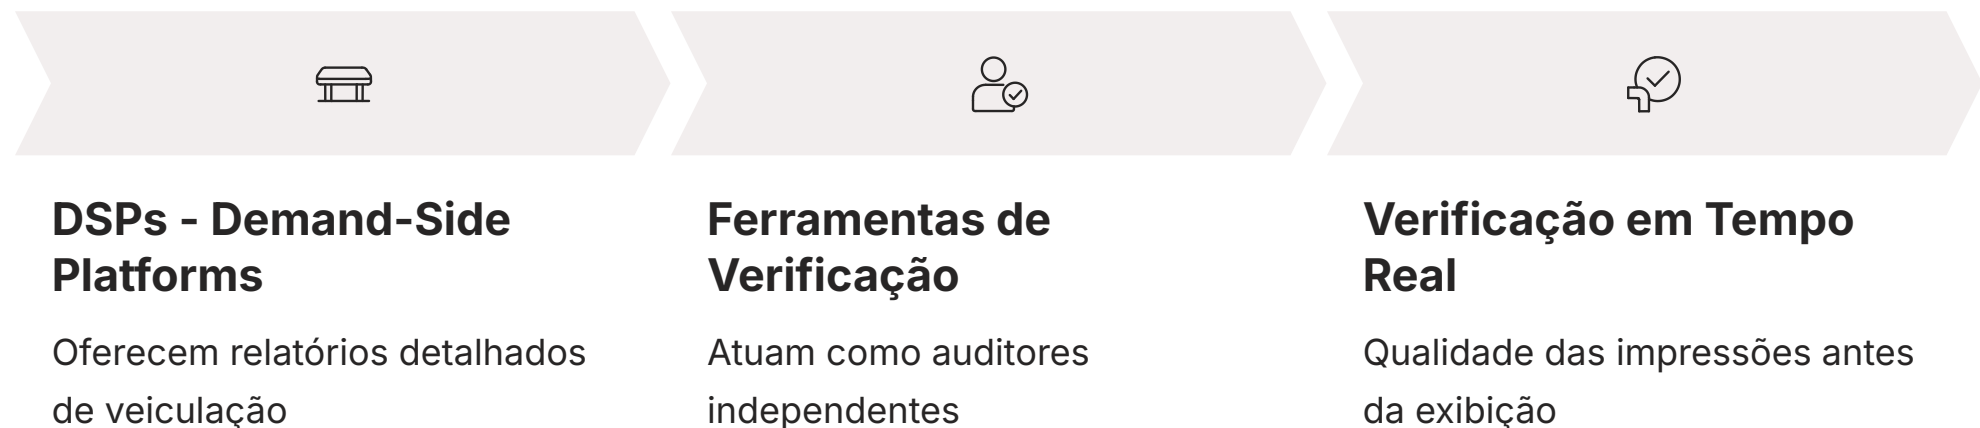 DSPs - Demand-Side
Platforms
Oferecem relatórios detalhados
de veiculação
Ferramentas de
Verificação
Atuam como auditores
independentes
Verificação em Tempo
Real
Qualidade das impressões antes
da exibição